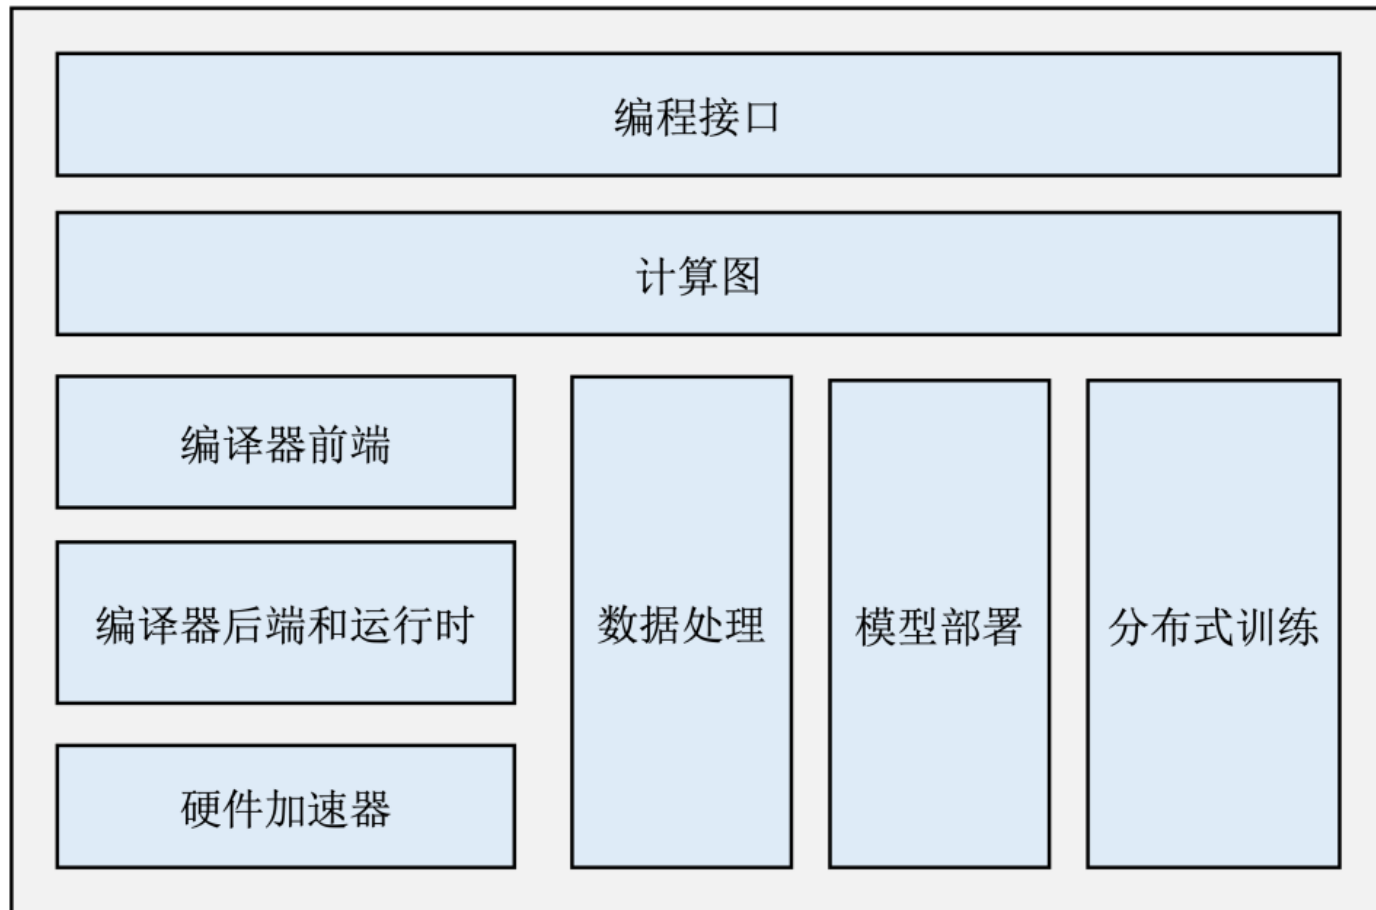 编程接口
计算图
编译器前端
编译器后端和运行时
硬件加速器
数据处理
模型部署
分布式训练